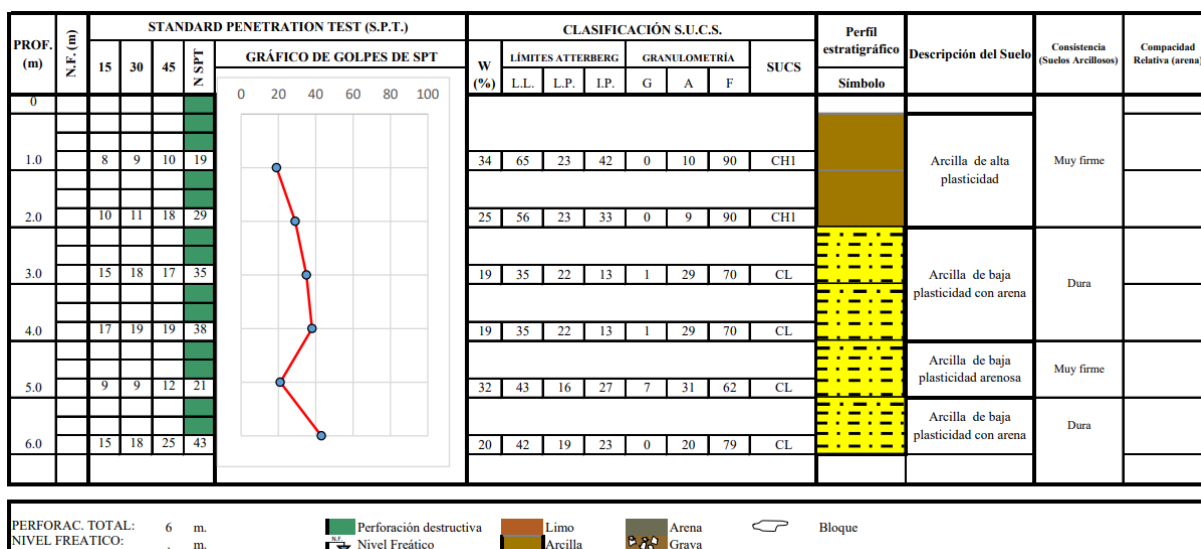 STANDARD PENETRATION TEST (S.P.T.) CLASIFICACIÓN S.U.C.S. Perfil estratigráfico
PROF. (m) N.F. (m) 15 30 45 N SPT GRÁFICO DE GOLPES DE SPT W (%) LÍMITES ATTERBERG GRANULOMETRÍA SUCS Descripción del Suelo Consistencia (Suelos Arcillosos) Compacidad Relativa (arena)
L.L. L.P. I.P. G A F Símbolo
0 20 40 60 80 100
0
1.0 8 9 10 19 34 65 23 42 0 10 90 CH1 Arcilla de alta plasticidad Muy firme
2.0 10 11 18 29 25 56 23 33 0 9 90 CH1
3.0 15 18 17 35 19 35 22 13 1 29 70 CL Arcilla de baja plasticidad con arena Dura
4.0 17 19 19 38 19 35 22 13 1 29 70 CL
5.0 9 9 12 21 32 43 16 27 7 31 62 CL Arcilla de baja plasticidad arenosa Muy firme
6.0 15 18 25 43 20 42 19 23 0 20 79 CL Arcilla de baja plasticidad con arena Dura
PERFORAC. TOTAL: 6 m. Perforación destructiva Limo Arena Bloque
NIVEL FREATICO: m. N.F. Nivel Freático Arcilla Grava